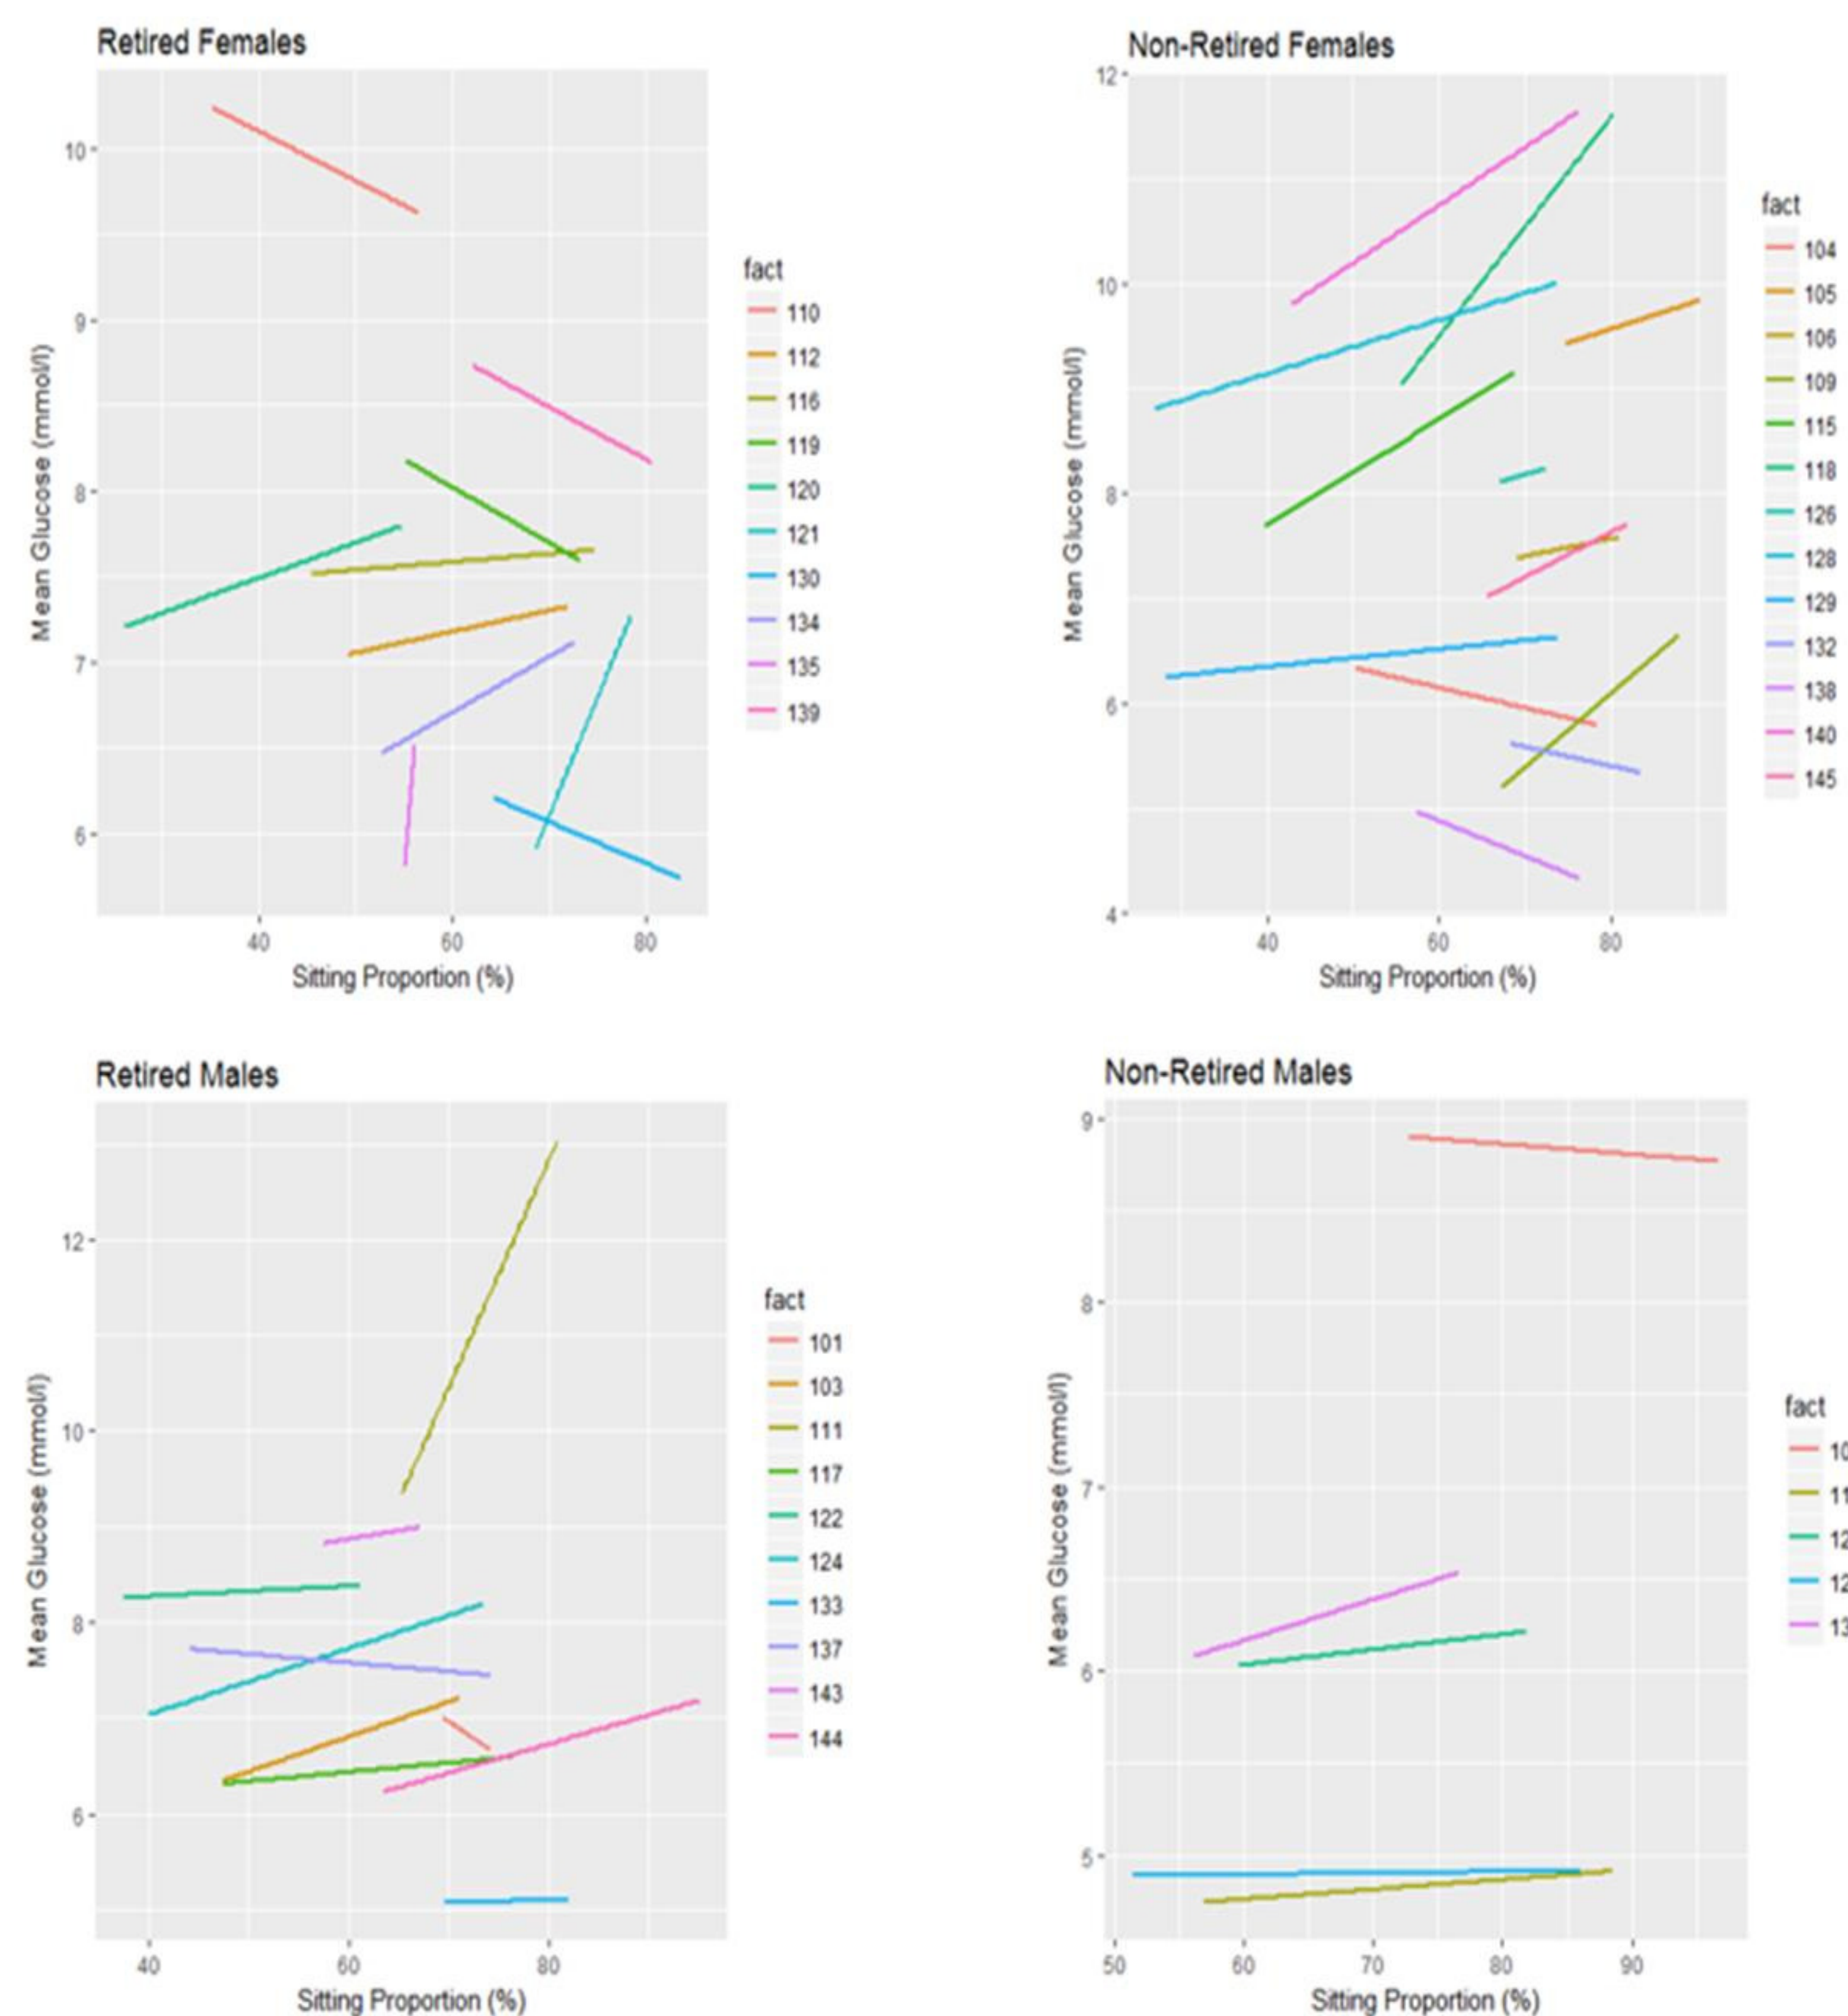 Retired Females
Mean Glucose (mmol/l)
10
9
8
7
6
40 60 80
Sitting Proportion (%)
fact
110
112
116
119
120
121
130
134
135
139
Non-Retired Females
Mean Glucose (mmol/l)
12
10
8
6
4
40 60 80
Sitting Proportion (%)
fact
104
105
106
109
115
118
126
128
129
132
138
140
145
Retired Males
Mean Glucose (mmol/l)
12
10
8
6
40 60 80
Sitting Proportion (%)
fact
101
103
111
117
122
124
133
137
143
144
Non-Retired Males
Mean Glucose (mmol/l)
9
8
7
6
5
50 60 70 80 90
Sitting Proportion (%)
fact